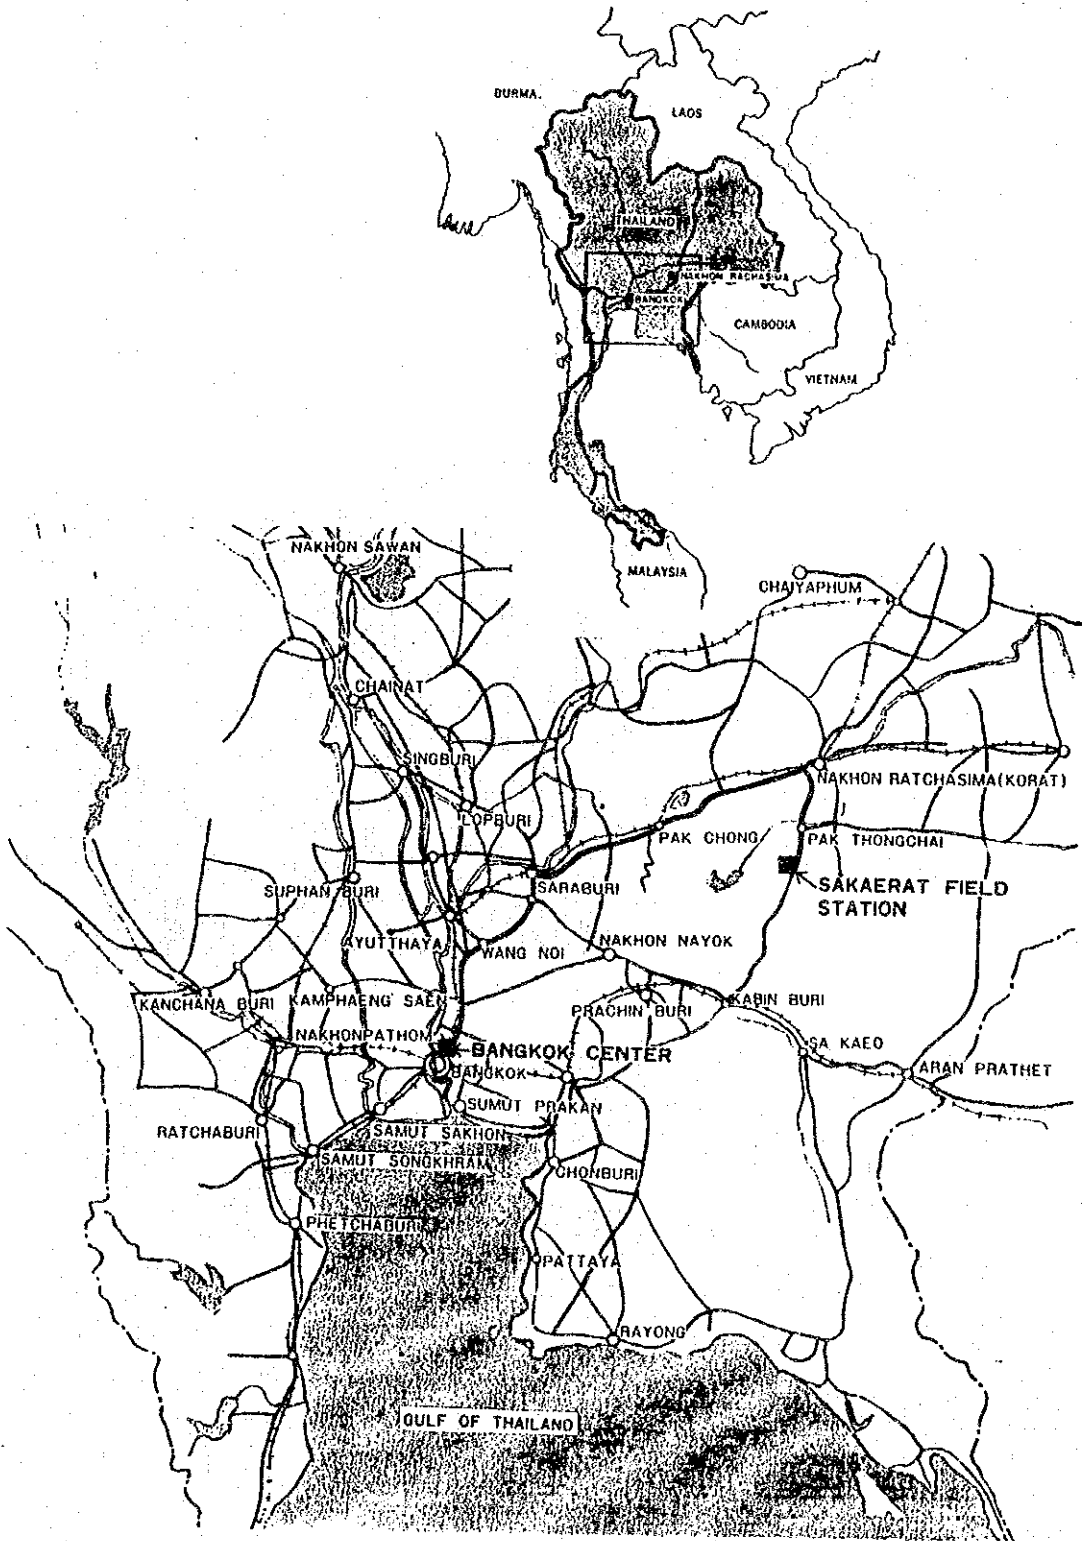 BURMA.
LAOS
THAILAND
NAKHON RACHASIMA
BANGKOK
CAMBODIA
VIETNAM
MALAYSIA
NAKHON SAWAN
CHAIYAPHUM
CHAINAT
SINGBURI
NAKHON RATCHASIMA(KORAT)
LOPBURI
PAK CHONG
PAK THONGCHAI
SARABURI
SUPHAN BURI
SAKAERAT FIELD
STATION
AYUTTHAYA
WANG NOI
NAKHON NAYOK
KANCHANA BURI
KAMPHAENG SAEN
PRACHIN BURI
KABIN BURI
NAKHONPATHOM
BANGKOK CENTER
SA KAEO
BANGKOK
ARAN PRATHET
SUMUT PRAKAN
RATCHABURI
SAMUT SAKHON
SAMUT SONGKHRAM
CHONBURI
PHETCHABURI
PATTAYA
RAYONG
GULF OF THAILAND